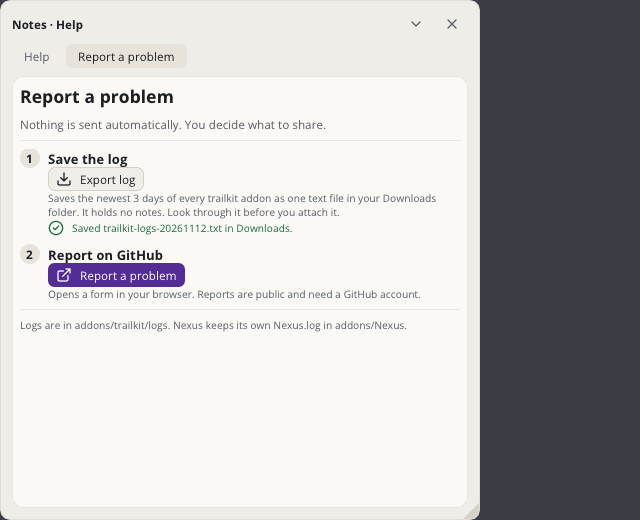 Notes · Help
Help
Report a problem
Report a problem
Nothing is sent automatically. You decide what to share.
1
Save the log
Export log
Saves the newest 3 days of every trailkit addon as one text file in your Downloads
folder. It holds no notes. Look through it before you attach it.
Saved trailkit-logs-20261112.txt in Downloads.
2
Report on GitHub
Report a problem
Opens a form in your browser. Reports are public and need a GitHub account.
Logs are in addons/trailkit/logs. Nexus keeps its own Nexus.log in addons/Nexus.